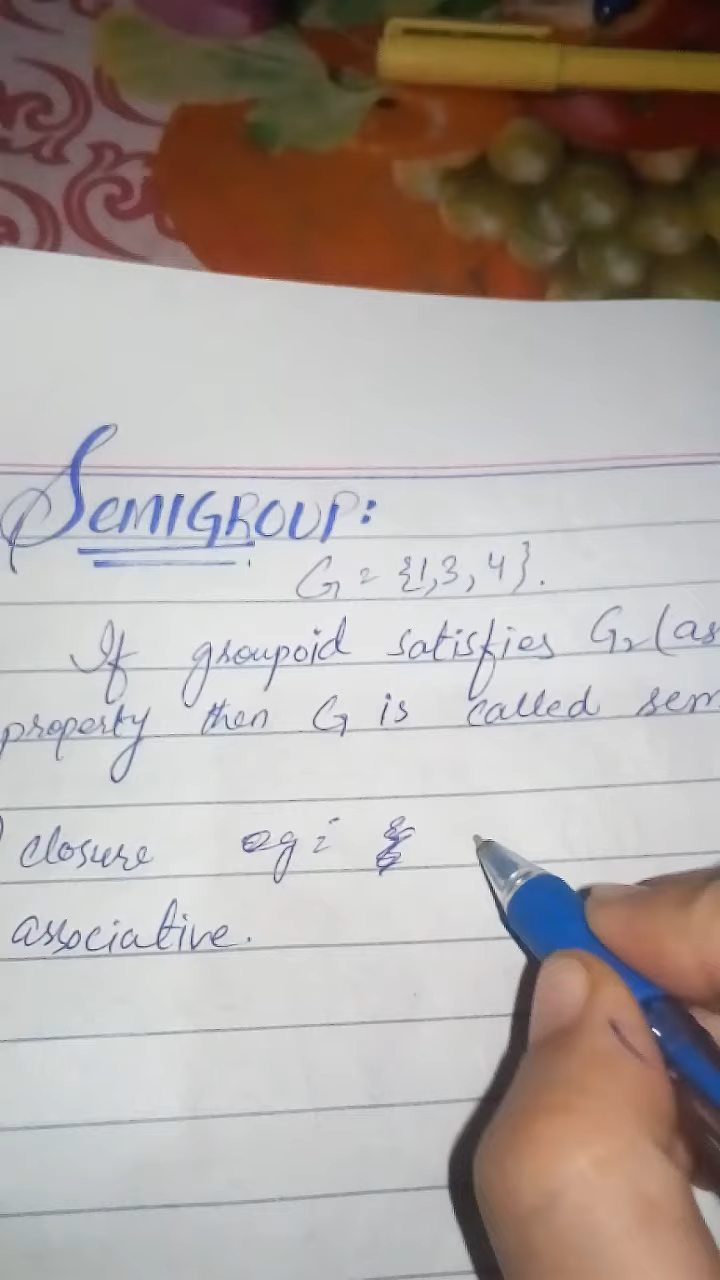 SEMIGROUP:
G = {1,3,4}.
If groupoid satisfies G₂ (as
property then G is called sem
closure eg:
associative.